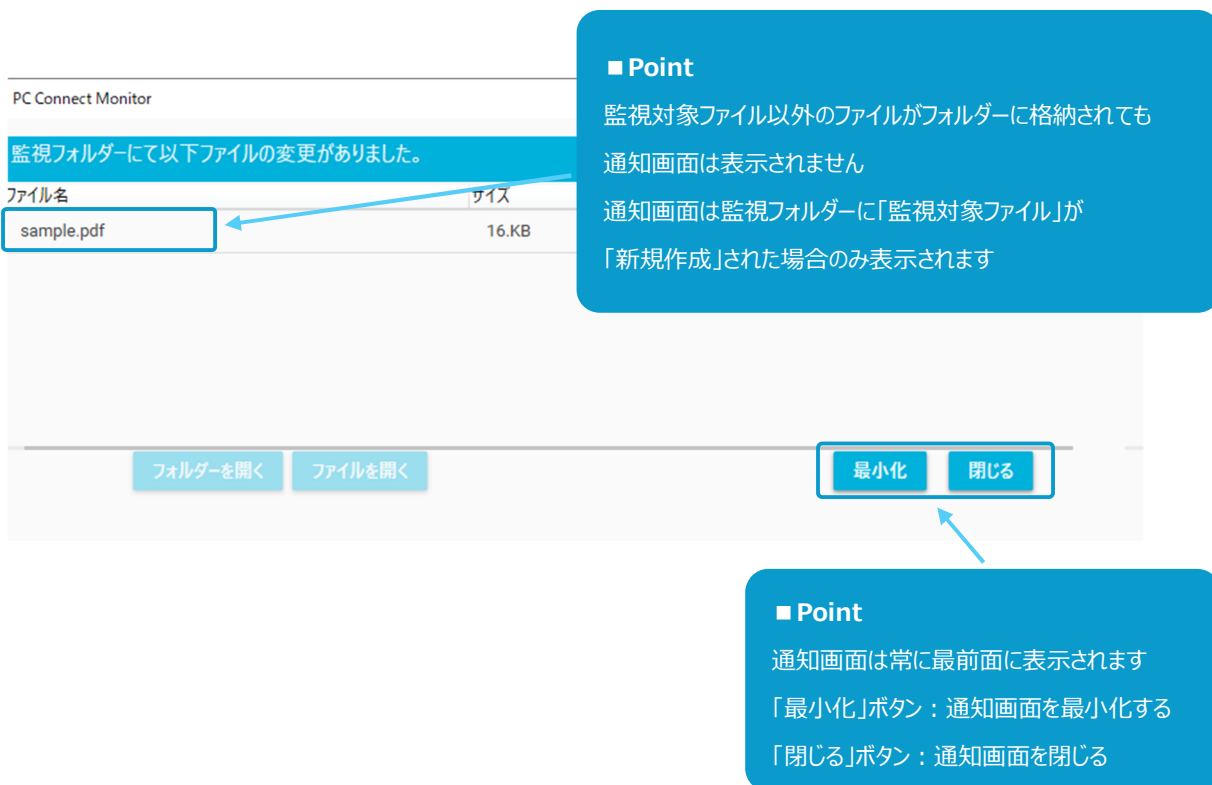 ■Point
監視対象ファイル以外のファイルがフォルダーに格納されても
通知画面は表示されません
通知画面は監視フォルダーに「監視対象ファイル」が
「新規作成」された場合のみ表示されます
PC Connect Monitor
監視フォルダーにて以下ファイルの変更がありました。
ファイル名 サイズ
sample.pdf 16.KB
フォルダーを開く ファイルを開く 最小化 閉じる
■Point
通知画面は常に最前面に表示されます
「最小化」ボタン：通知画面を最小化する
「閉じる」ボタン：通知画面を閉じる